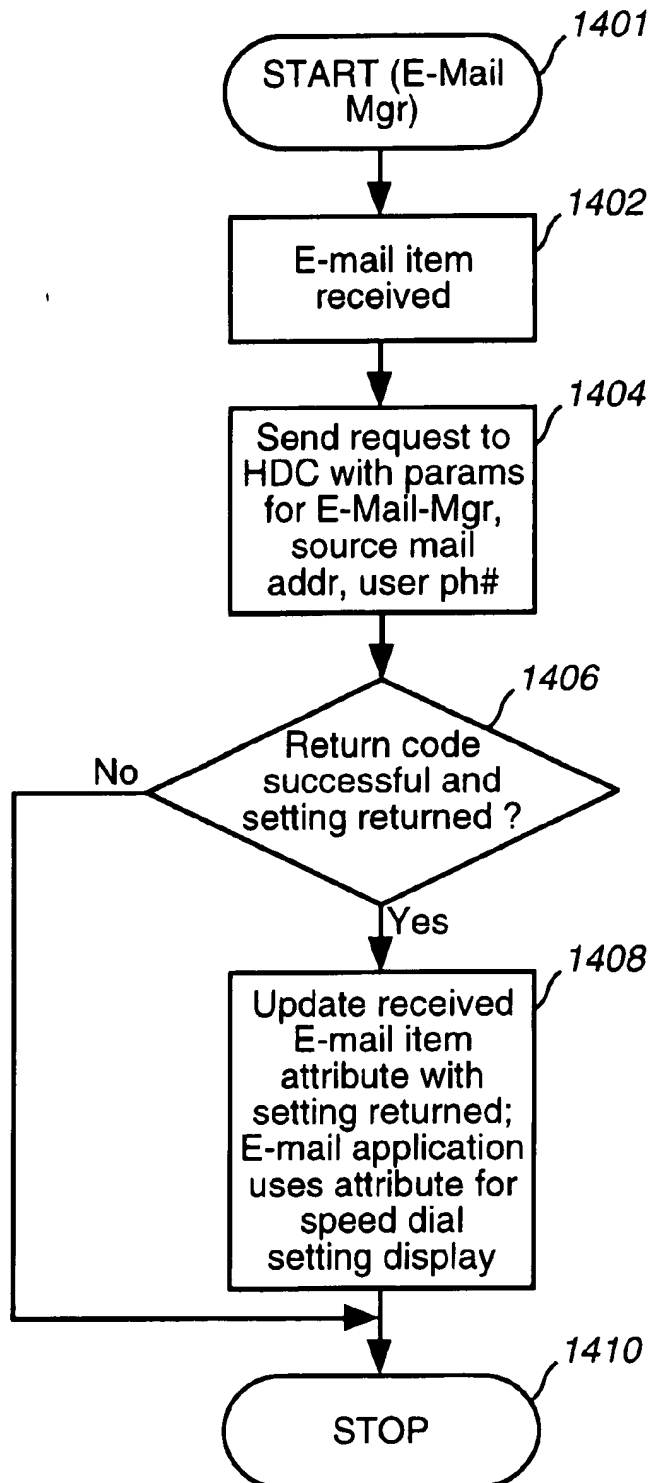 1401
START (E-Mail
Mgr)
1402
E-mail item
received
1404
Send request to
HDC with params
for E-Mail-Mgr,
source mail
addr, user ph#
1406
Return code
successful and
setting returned ?
No
Yes
1408
Update received
E-mail item
attribute with
setting returned;
E-mail application
uses attribute for
speed dial
setting display
1410
STOP